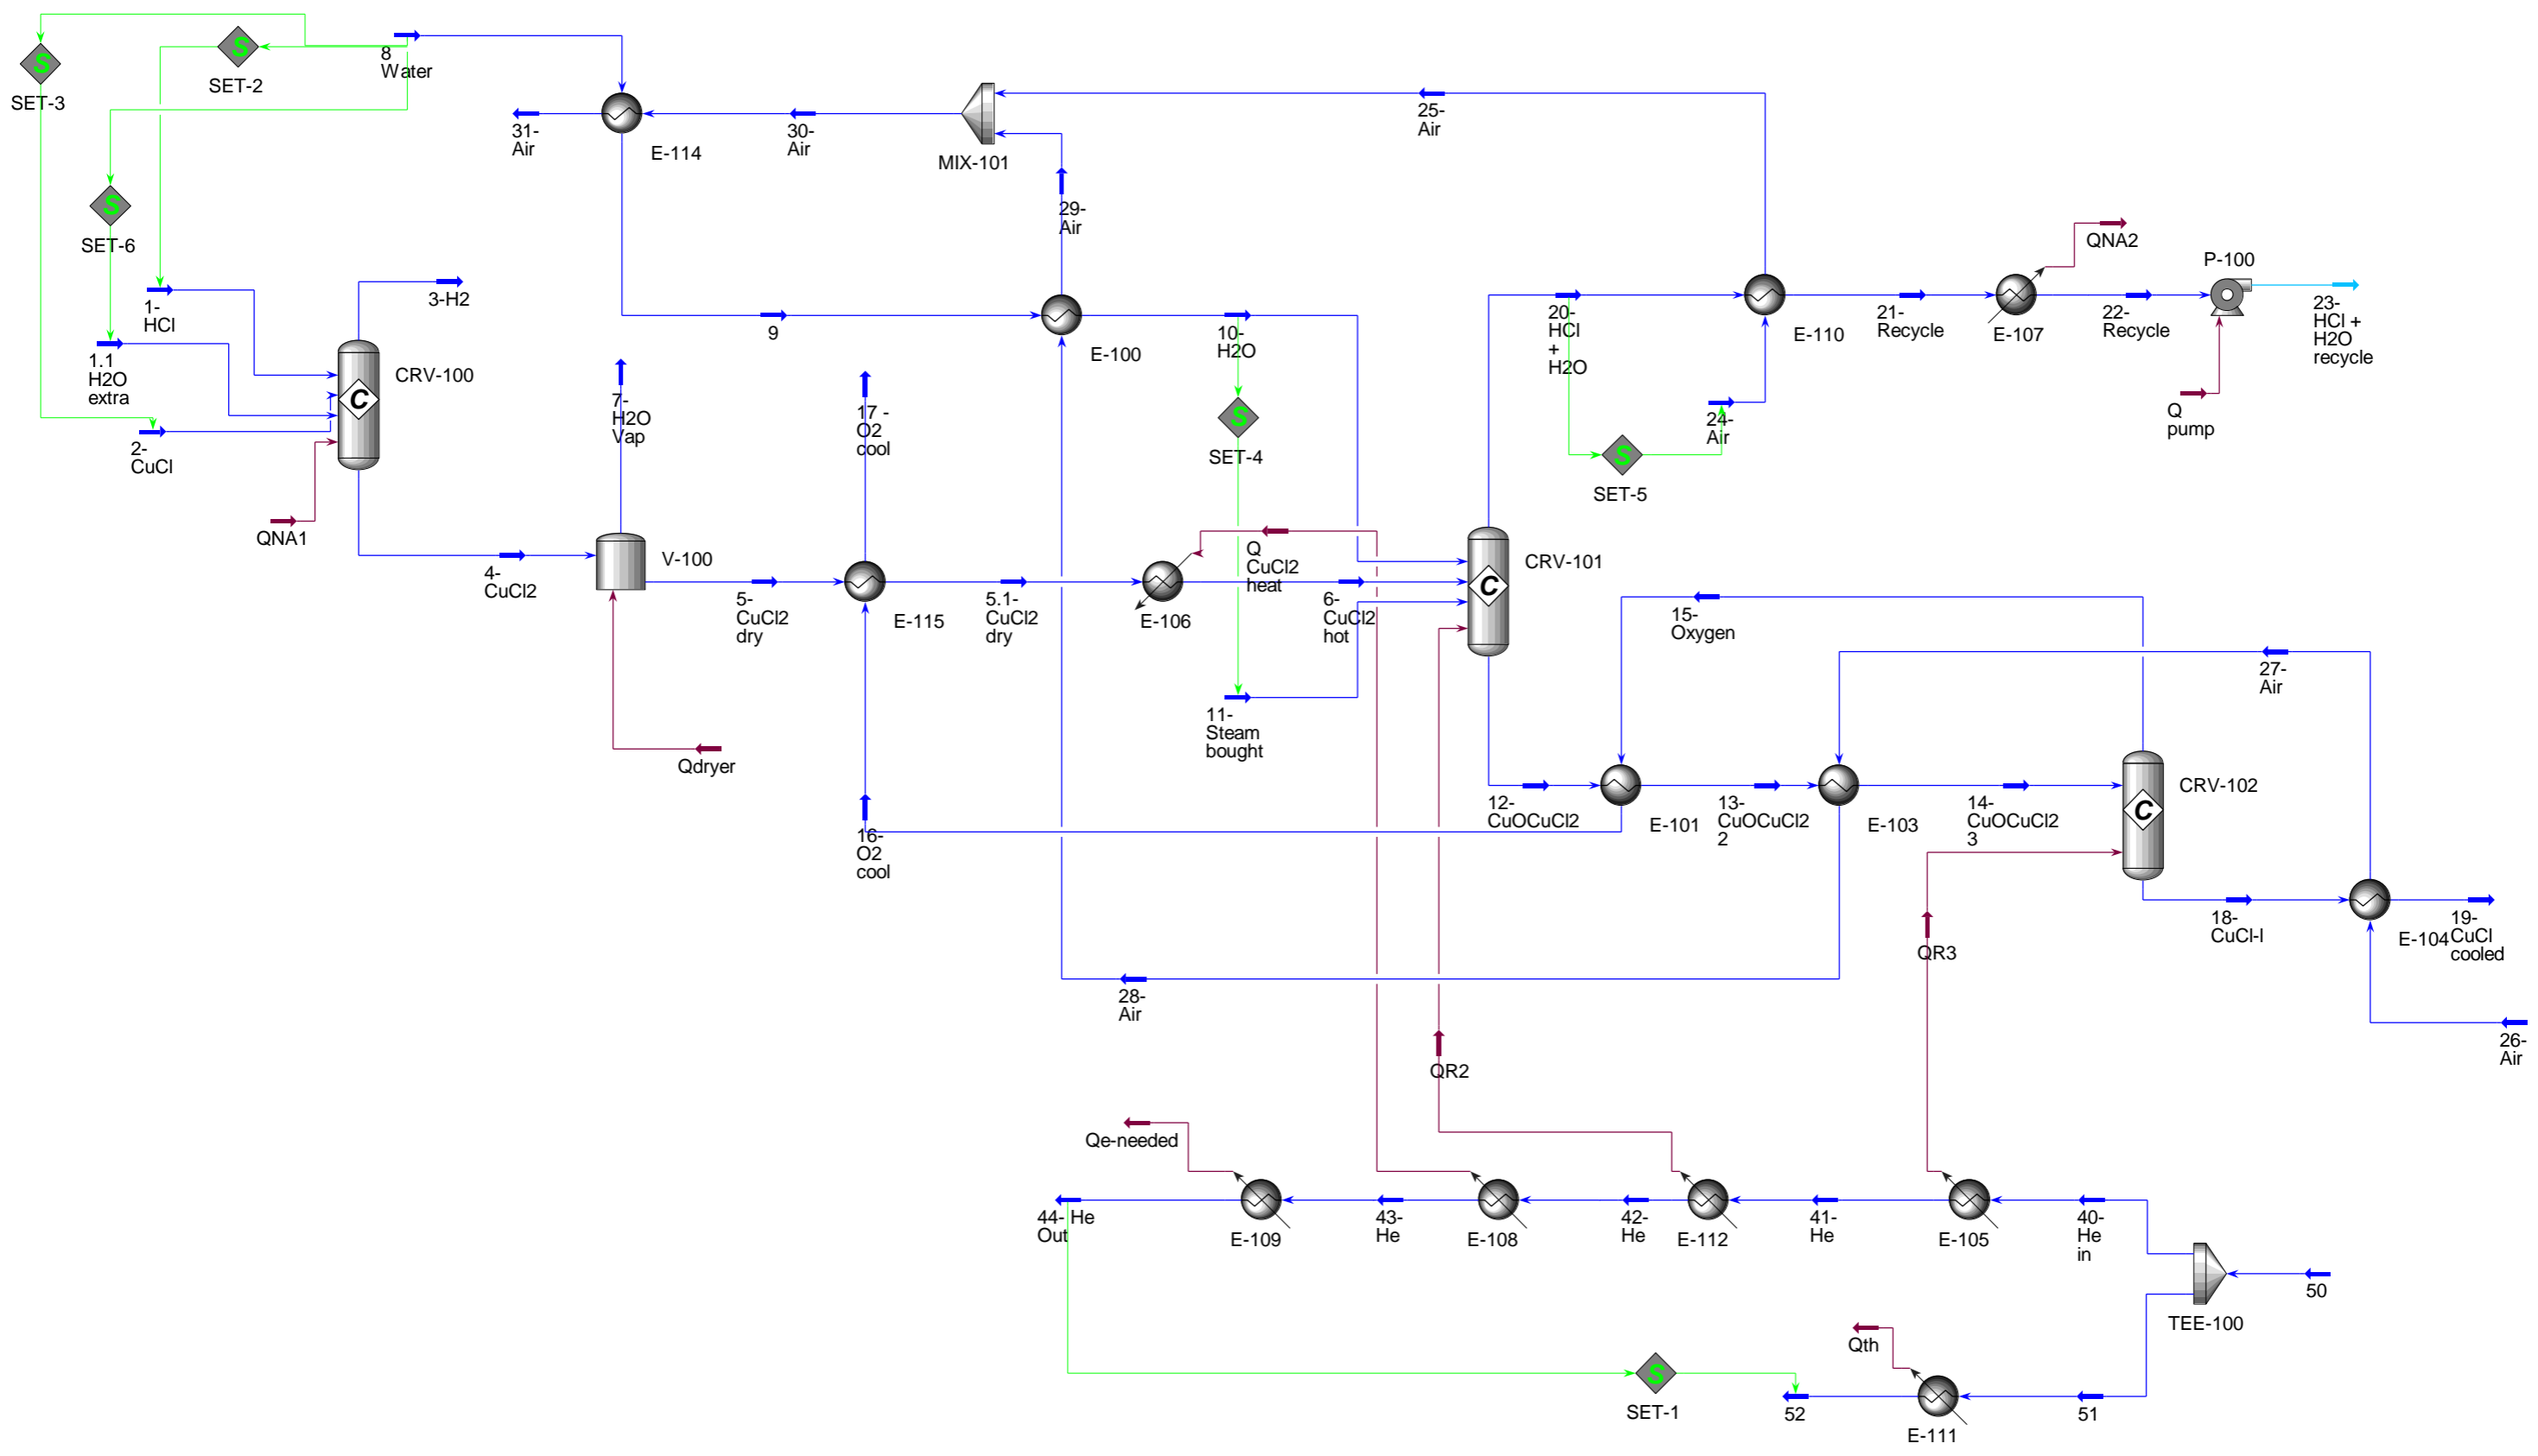 8
Water
S
SET-2
S
SET-3
31-
Air
E-114
30-
Air
MIX-101
25-
Air
S
SET-6
29-
Air
QNA2
P-100
1-
HCl
3-H2
9
E-100
10-
H2O
20-
HCl
+
H2O
E-110
21-
Recycle
E-107
22-
Recycle
23-
HCl +
H2O
recycle
1.1
H2O
extra
CRV-100
C
2-
CuCl
7-
H2O
Vap
17 -
O2
cool
S
SET-4
24-
Air
S
SET-5
Q
pump
QNA1
4-
CuCl2
V-100
5-
CuCl2
dry
E-115
5.1-
CuCl2
dry
E-106
Q
CuCl2
heat
6-
CuCl2
hot
CRV-101
C
15-
Oxygen
27-
Air
11-
Steam
bought
Qdryer
16-
O2
cool
12-
CuOCuCl2
E-101
13-
CuOCuCl2
2
E-103
14-
CuOCuCl2
3
CRV-102
C
18-
CuCl-l
E-104
19-
CuCl
cooled
QR3
28-
Air
26-
Air
QR2
Qe-needed
44- He
Out
E-109
43-
He
E-108
42-
He
E-112
41-
He
E-105
40-
He
in
50
TEE-100
Qth
S
SET-1
52
E-111
51